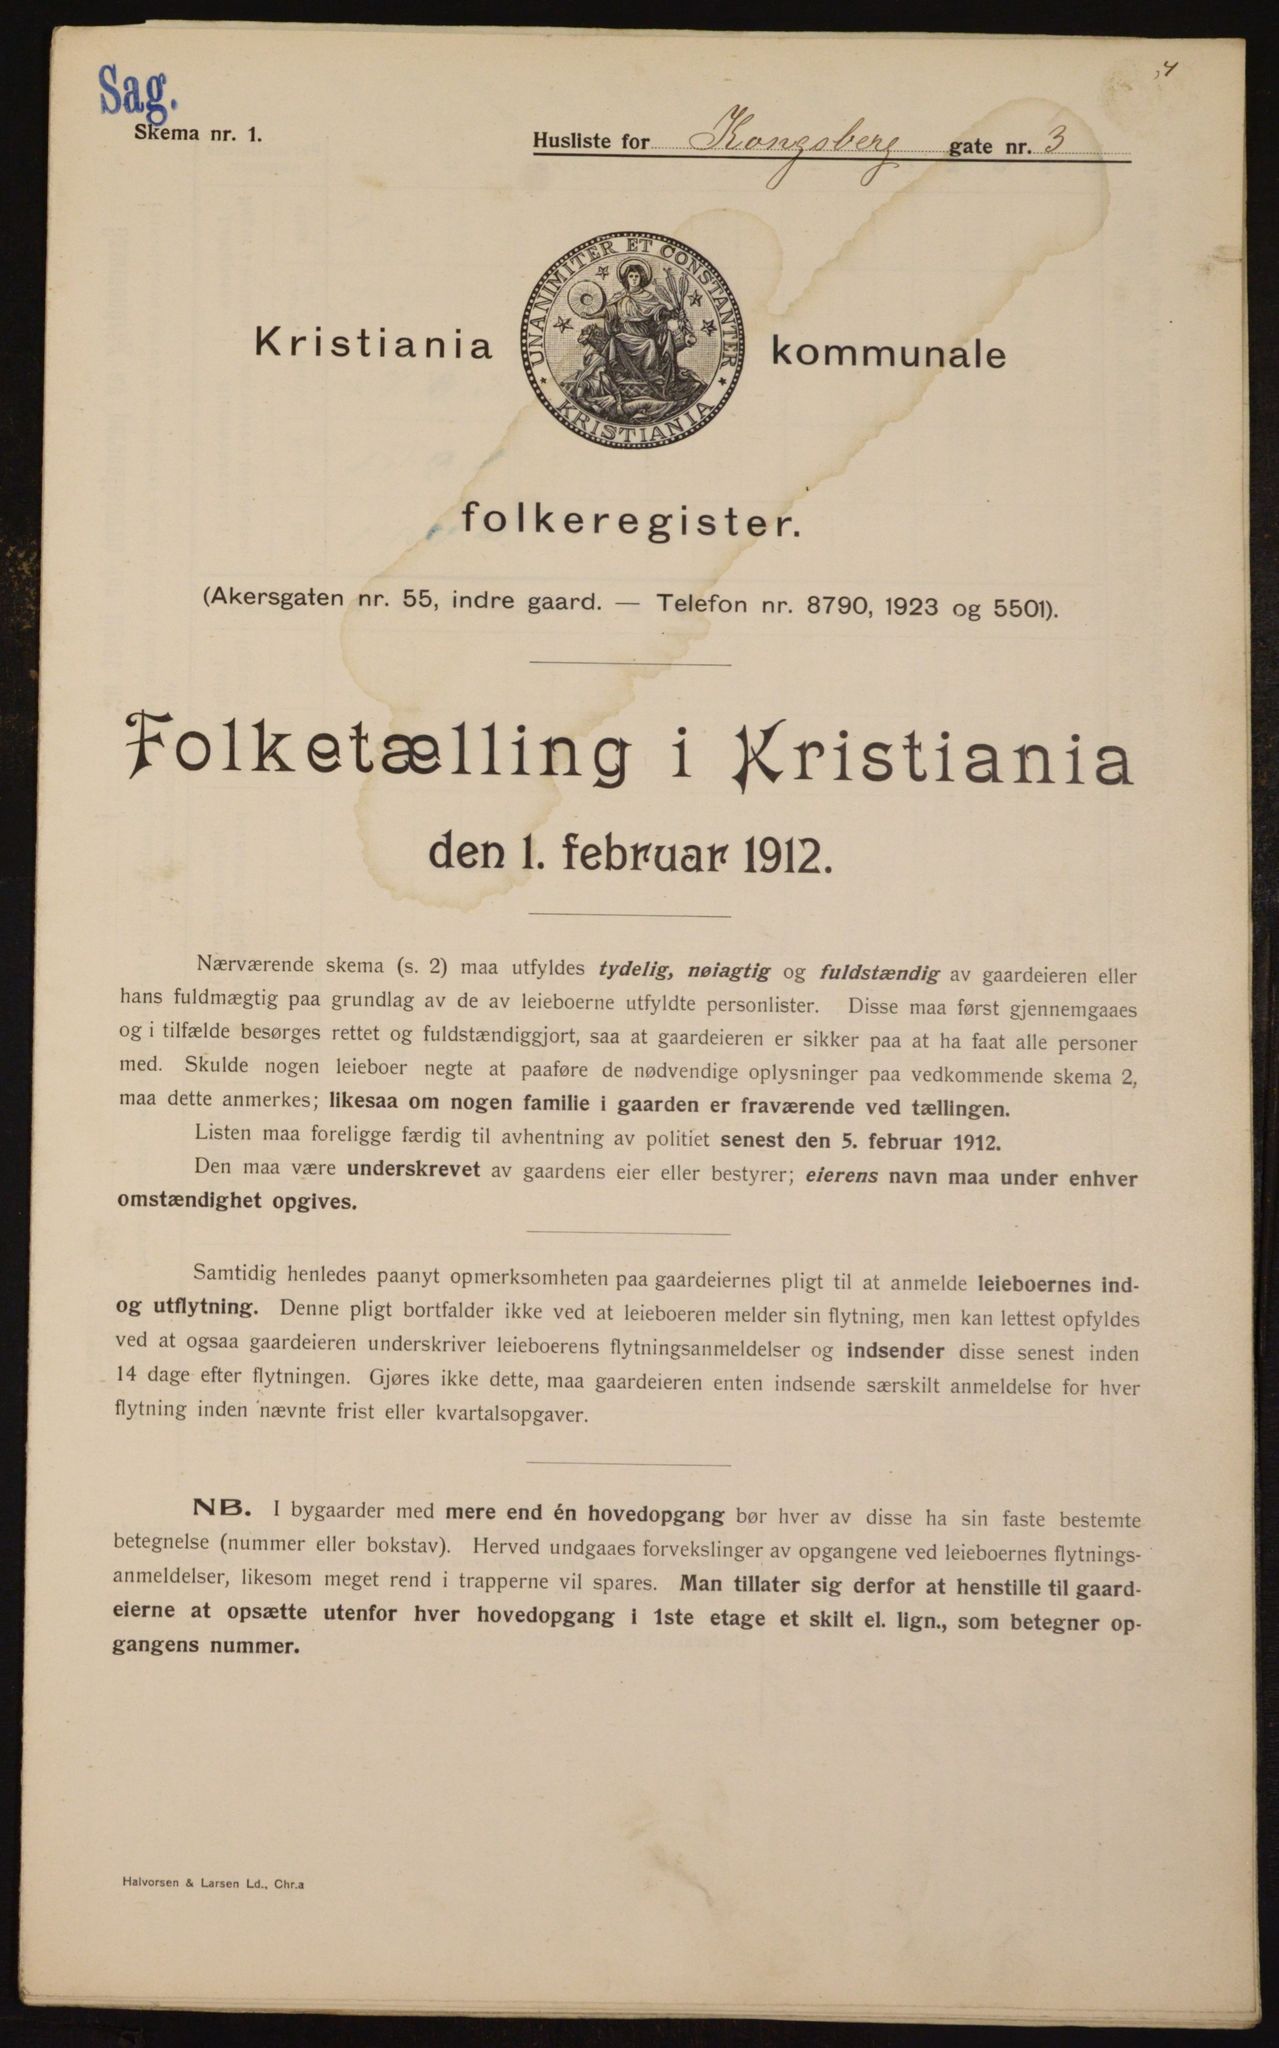 Sag.
Skema nr. 1.
Husliste for Kongsberg gate nr. 3
UNANIMITER ET CONSTANTER
KRISTIANIA
Kristiania kommunale
folkeregister.
(Akersgaten nr. 55, indre gaard. — Telefon nr. 8790, 1923 og 5501).
Folketælling i Kristiania
den 1. februar 1912.
Nærværende skema (s. 2) maa utfyldes tydelig, nøiagtig og fuldstændig av gaardeieren eller
hans fuldmægtig paa grundlag av de av leieboerne utfyldte personlister. Disse maa først gjennemgaaes
og i tilfælde besørges rettet og fuldstændiggjort, saa at gaardeieren er sikker paa at ha faat alle personer
med. Skulde nogen leieboer negte at paaføre de nødvendige oplysninger paa vedkommende skema 2,
maa dette anmerkes; likesaa om nogen familie i gaarden er fraværende ved tællingen.
Listen maa foreligge færdig til avhentning av politiet senest den 5. februar 1912.
Den maa være underskrevet av gaardens eier eller bestyrer; eierens navn maa under enhver
omstændighet opgives.
Samtidig henledes paanyt opmerksomheten paa gaardeiernes pligt til at anmelde leieboernes ind-
og utflytning. Denne pligt bortfalder ikke ved at leieboeren melder sin flytning, men kan lettest opfyldes
ved at ogsaa gaardeieren underskriver leieboerens flytningsanmeldelser og indsender disse senest inden
14 dage efter flytningen. Gjøres ikke dette, maa gaardeieren enten indsende særskilt anmeldelse for hver
flytning inden nævnte frist eller kvartalsopgaver.
NB. I bygaarder med mere end én hovedopgang bør hver av disse ha sin faste bestemte
betegnelse (nummer eller bokstav). Herved undgaaes forvekslinger av opgangene ved leieboernes flytnings-
anmeldelser, likesom meget rend i trapperne vil spares. Man tillater sig derfor at henstille til gaard-
eierne at opsætte utenfor hver hovedopgang i 1ste etage et skilt el. lign., som betegner op-
gangens nummer.
Halvorsen & Larsen Ld., Chr.a